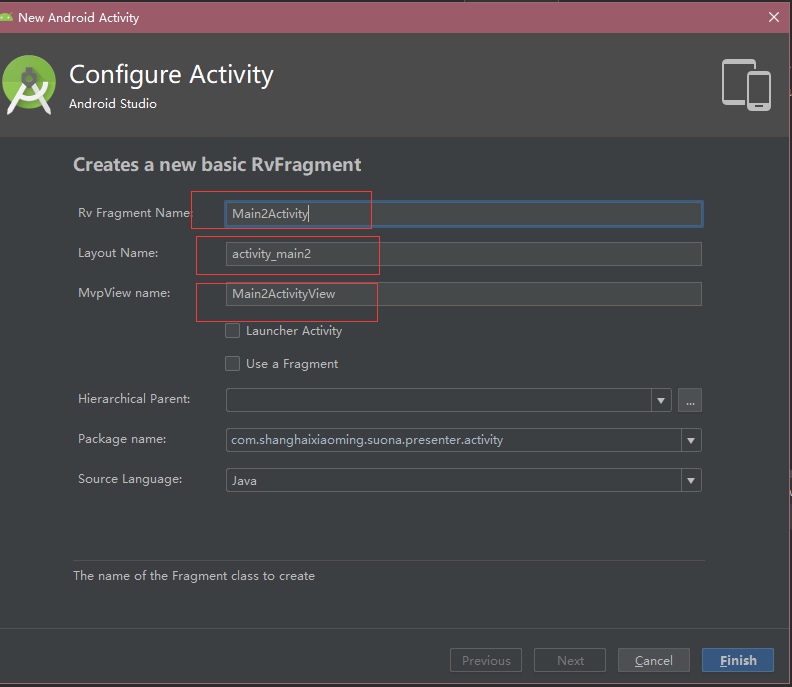 New Android Activity
Configure Activity
Android Studio
Creates a new basic RvFragment
Rv Fragment Name: Main2Activity
Layout Name: activity_main2
MvpView name: Main2ActivityView
Launcher Activity
Use a Fragment
Hierarchical Parent: ...
Package name: com.shanghaixiaoming.suona.presenter.activity
Source Language: Java
The name of the Fragment class to create
Previous Next Cancel Finish